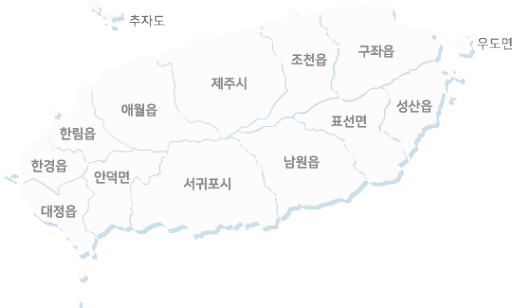 추자도
우도면
구좌읍
조천읍
제주시
애월읍
성산읍
표선면
한림읍
남원읍
한경읍
안덕면
서귀포시
대정읍